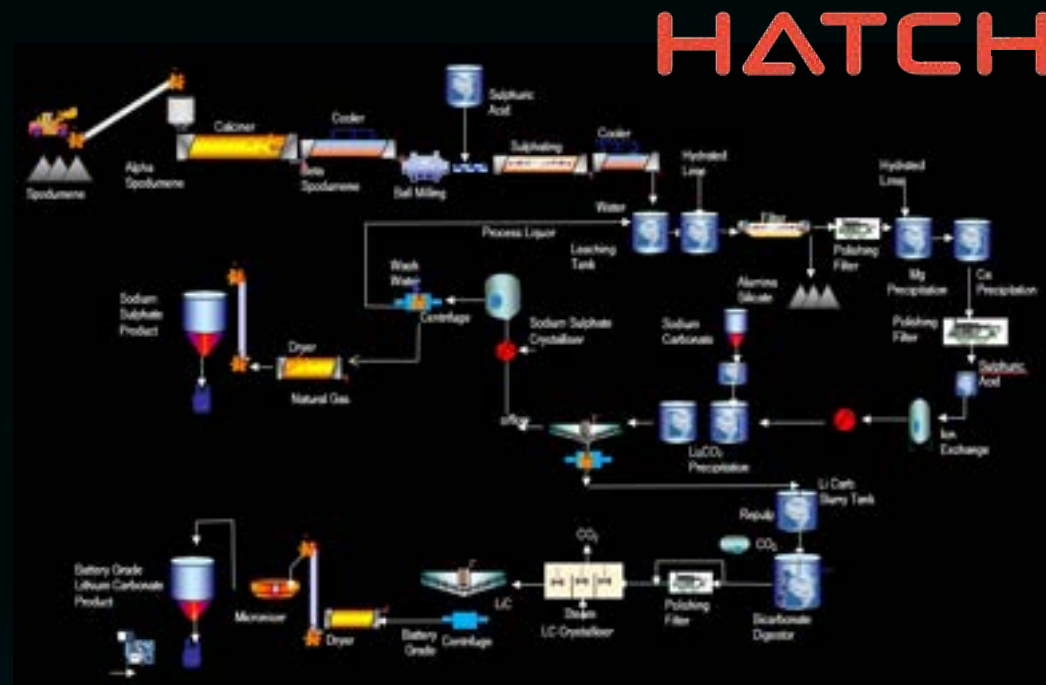 HATCH
Sulphuric
Acid
Cooler
Calciner
Cooler
Sulphating
Hydrated
Lime
Hydrated
Lime
Spodumene
Alpha
Spodumene
Beta
Spodumene
Ball Milling
Water
Process Liquor
Leaching
Tank
Filter
Polishing
Filter
Mg
Precipitation
Ca
Precipitation
Wash
Water
Alumina
Silicate
Sodium
Sulphate
Product
Centrifuge
Sodium Sulphate
Crystalliser
Sodium
Carbonate
Polishing
Filter
Dryer
Natural Gas
Sulphuric
Acid
Ion
Exchange
Li2CO3
Precipitation
Li Carb
Slurry Tank
Repulp
CO2
CO2
Battery Grade
Lithium Carbonate
Product
Microniser
LiC
Steam
LC Crystalliser
Polishing
Filter
Bicarbonate
Digestor
Dryer
Battery
Grade
Centrifuge